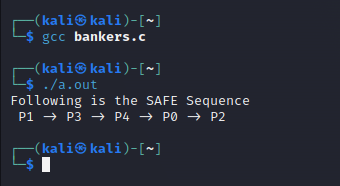 ┌──(kali㉿kali)-[~]
└─$ gcc bankers.c
┌──(kali㉿kali)-[~]
└─$ ./a.out
Following is the SAFE Sequence
 P1 → P3 → P4 → P0 → P2
┌──(kali㉿kali)-[~]
└─$